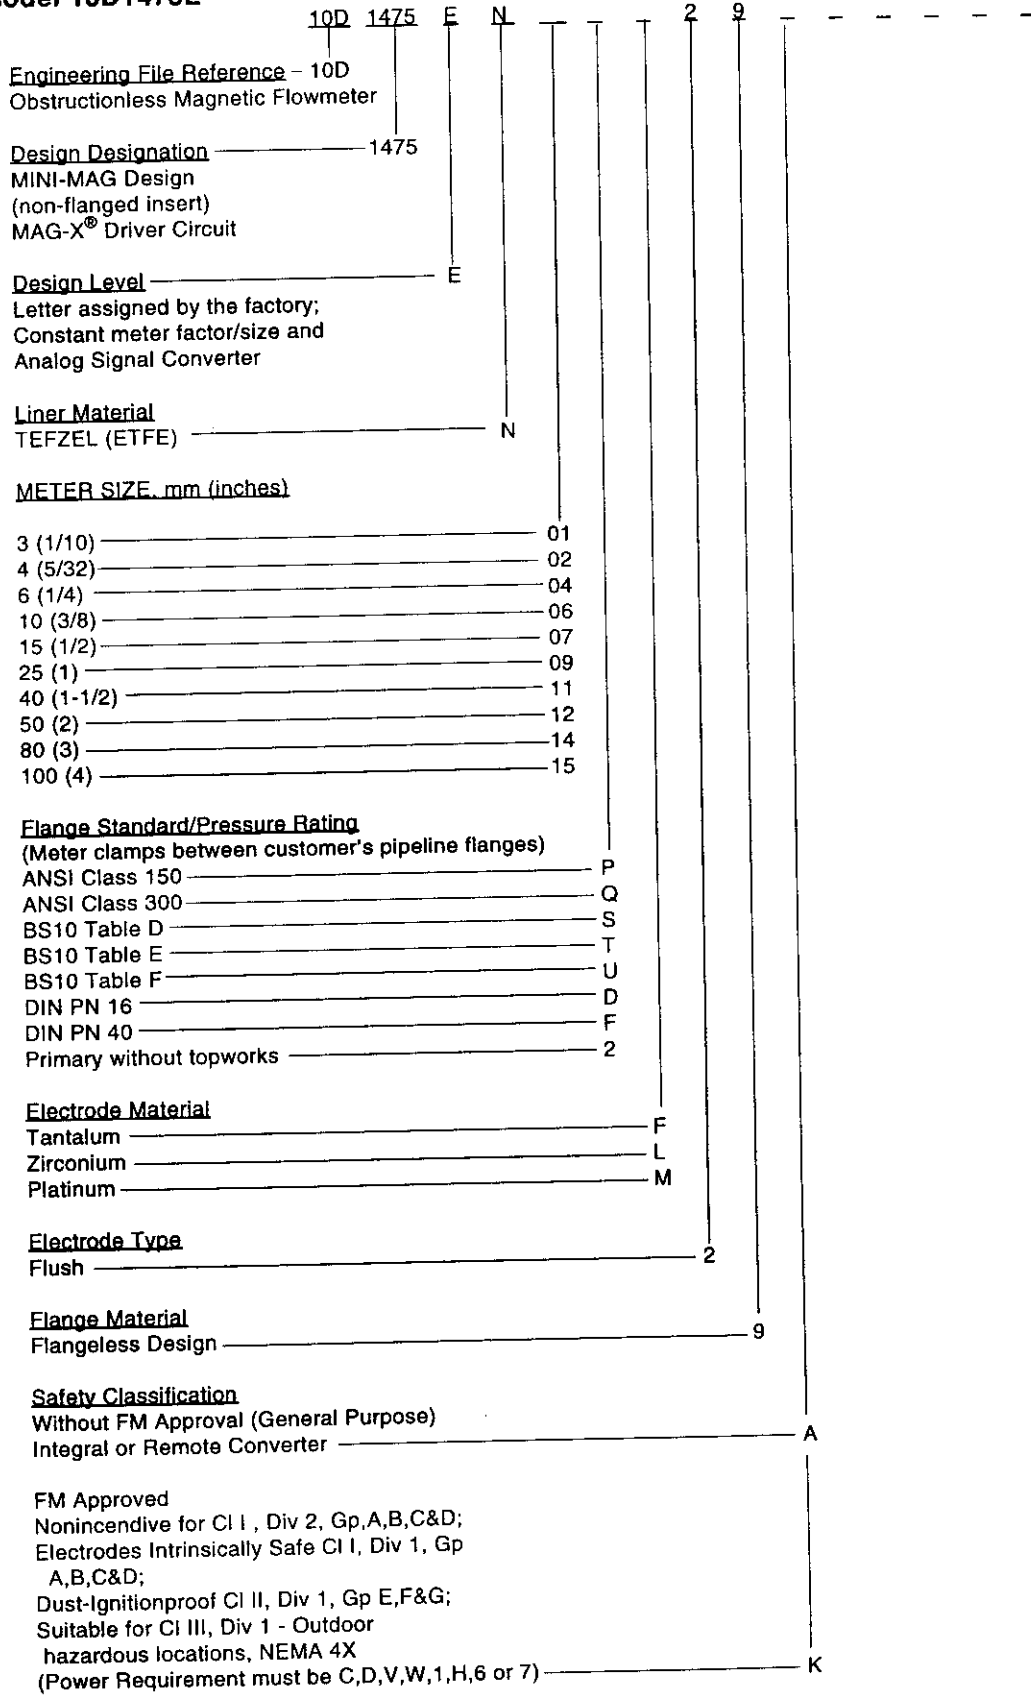 10D 1475 E N _ _ _ 2 9 _ _ _ _ _ _
Engineering File Reference – 10D
Obstructionless Magnetic Flowmeter
Design Designation 1475
MINI-MAG Design
(non-flanged insert)
MAG-X® Driver Circuit
Design Level E
Letter assigned by the factory;
Constant meter factor/size and
Analog Signal Converter
Liner Material
TEFZEL (ETFE) N
METER SIZE, mm (inches)
3 (1/10) 01
4 (5/32) 02
6 (1/4) 04
10 (3/8) 06
15 (1/2) 07
25 (1) 09
40 (1-1/2) 11
50 (2) 12
80 (3) 14
100 (4) 15
Flange Standard/Pressure Rating
(Meter clamps between customer's pipeline flanges)
ANSI Class 150 P
ANSI Class 300 Q
BS10 Table D S
BS10 Table E T
BS10 Table F U
DIN PN 16 D
DIN PN 40 F
Primary without topworks 2
Electrode Material
Tantalum F
Zirconium L
Platinum M
Electrode Type
Flush 2
Flange Material
Flangeless Design 9
Safety Classification
Without FM Approval (General Purpose)
Integral or Remote Converter A
FM Approved
Nonincendive for Cl I , Div 2, Gp,A,B,C&D;
Electrodes Intrinsically Safe Cl I, Div 1, Gp
A,B,C&D;
Dust-Ignitionproof Cl II, Div 1, Gp E,F&G;
Suitable for Cl III, Div 1 - Outdoor
hazardous locations, NEMA 4X
(Power Requirement must be C,D,V,W,1,H,6 or 7) K